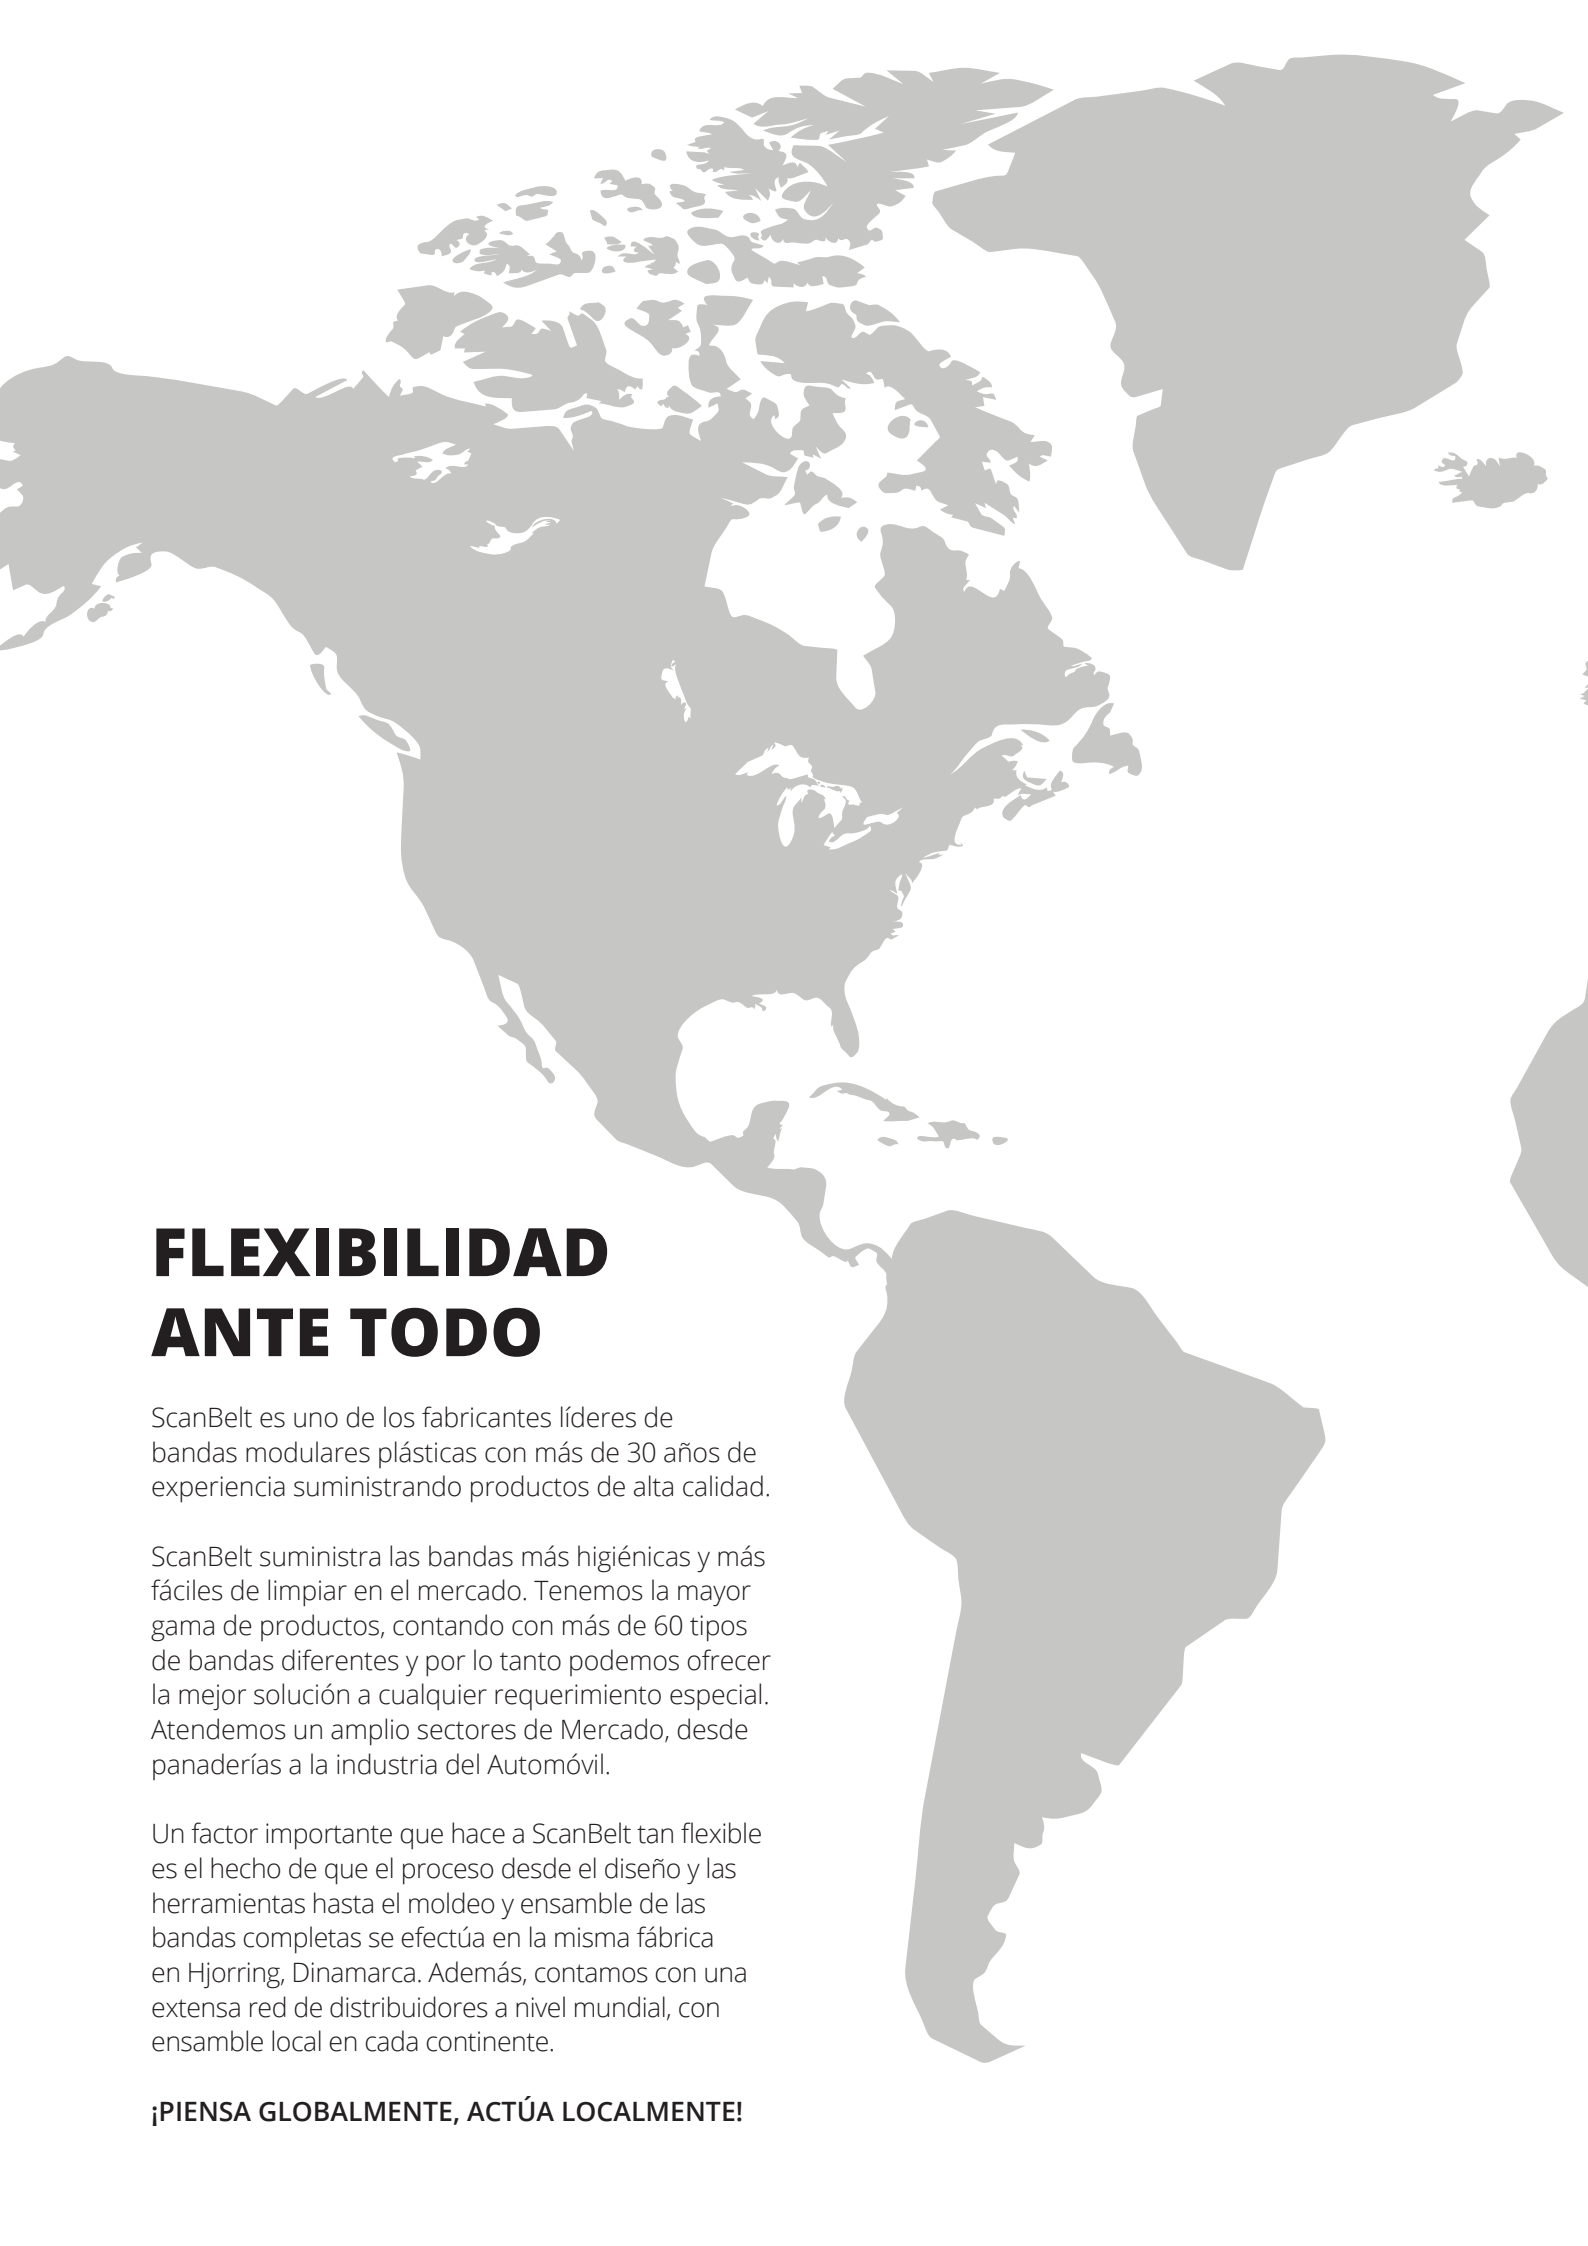 FLEXIBILIDAD
ANTE TODO
ScanBelt es uno de los fabricantes líderes de
bandas modulares plásticas con más de 30 años de
experiencia suministrando productos de alta calidad.
ScanBelt suministra las bandas más higiénicas y más
fáciles de limpiar en el mercado. Tenemos la mayor
gama de productos, contando con más de 60 tipos
de bandas diferentes y por lo tanto podemos ofrecer
la mejor solución a cualquier requerimiento especial.
Atendemos un amplio sectores de Mercado, desde
panaderías a la industria del Automóvil.
Un factor importante que hace a ScanBelt tan flexible
es el hecho de que el proceso desde el diseño y las
herramientas hasta el moldeo y ensamble de las
bandas completas se efectúa en la misma fábrica
en Hjorring, Dinamarca. Además, contamos con una
extensa red de distribuidores a nivel mundial, con
ensamble local en cada continente.
¡PIENSA GLOBALMENTE, ACTÚA LOCALMENTE!